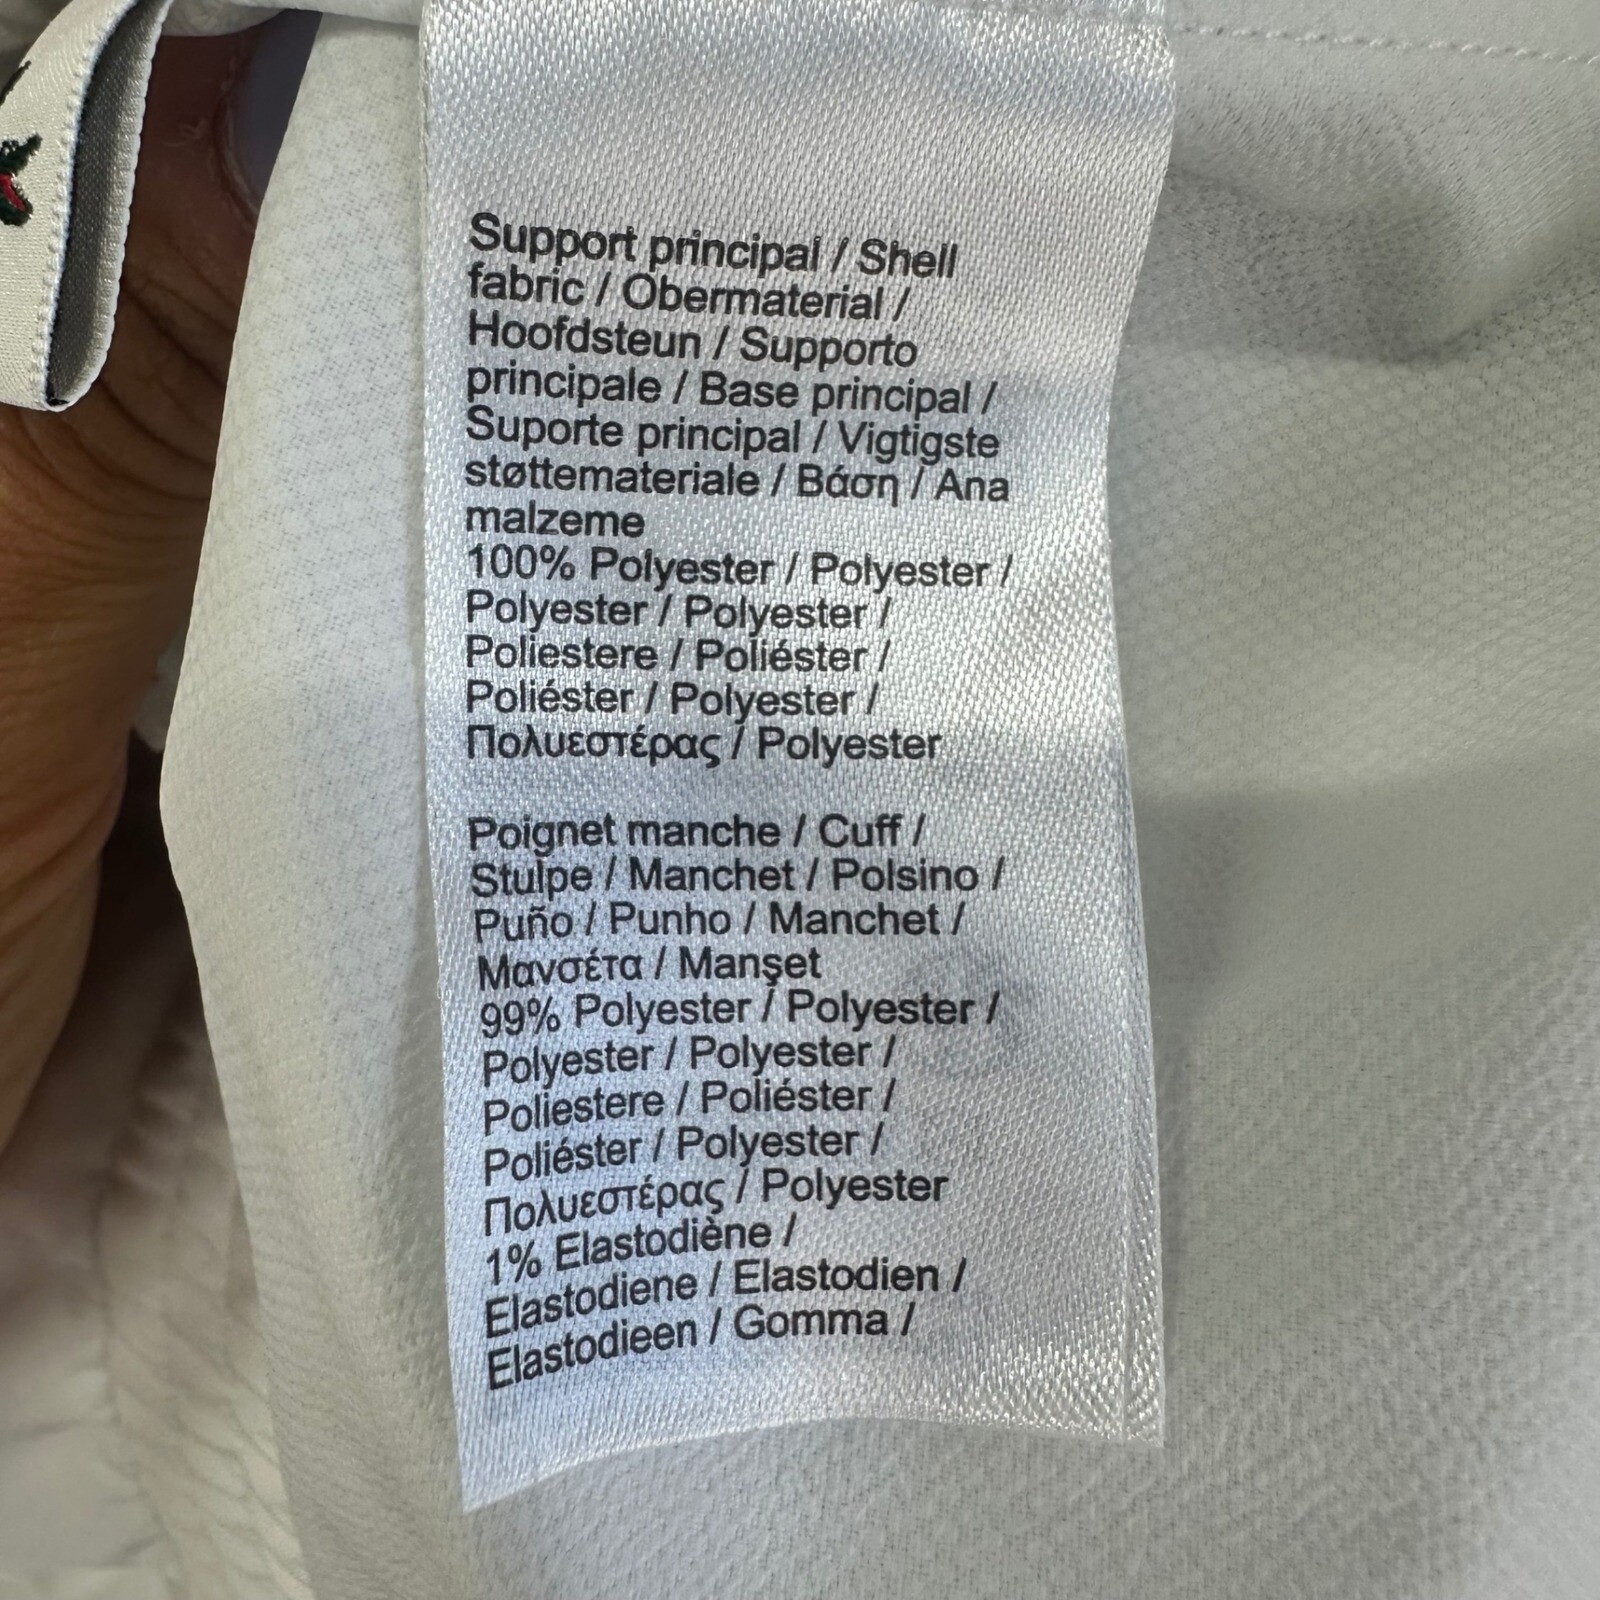 Support principal / Shell
fabric / Obermaterial /
Hoofdsteun / Supporto
principale / Base principal /
Suporte principal / Vigtigste
støttemateriale / Βάση / Ana
malzeme
100% Polyester / Polyester /
Polyester / Polyester /
Poliestere / Poliéster /
Poliéster / Polyester /
Πολυεστέρας / Polyester
Poignet manche / Cuff /
Stulpe / Manchet / Polsino /
Puño / Punho / Manchet /
Μανσέτα / Manşet
99% Polyester / Polyester /
Polyester / Polyester /
Poliestere / Poliéster /
Poliéster / Polyester /
Πολυεστέρας / Polyester
1% Elastodiène /
Elastodiene / Elastodien /
Elastodieen / Gomma /